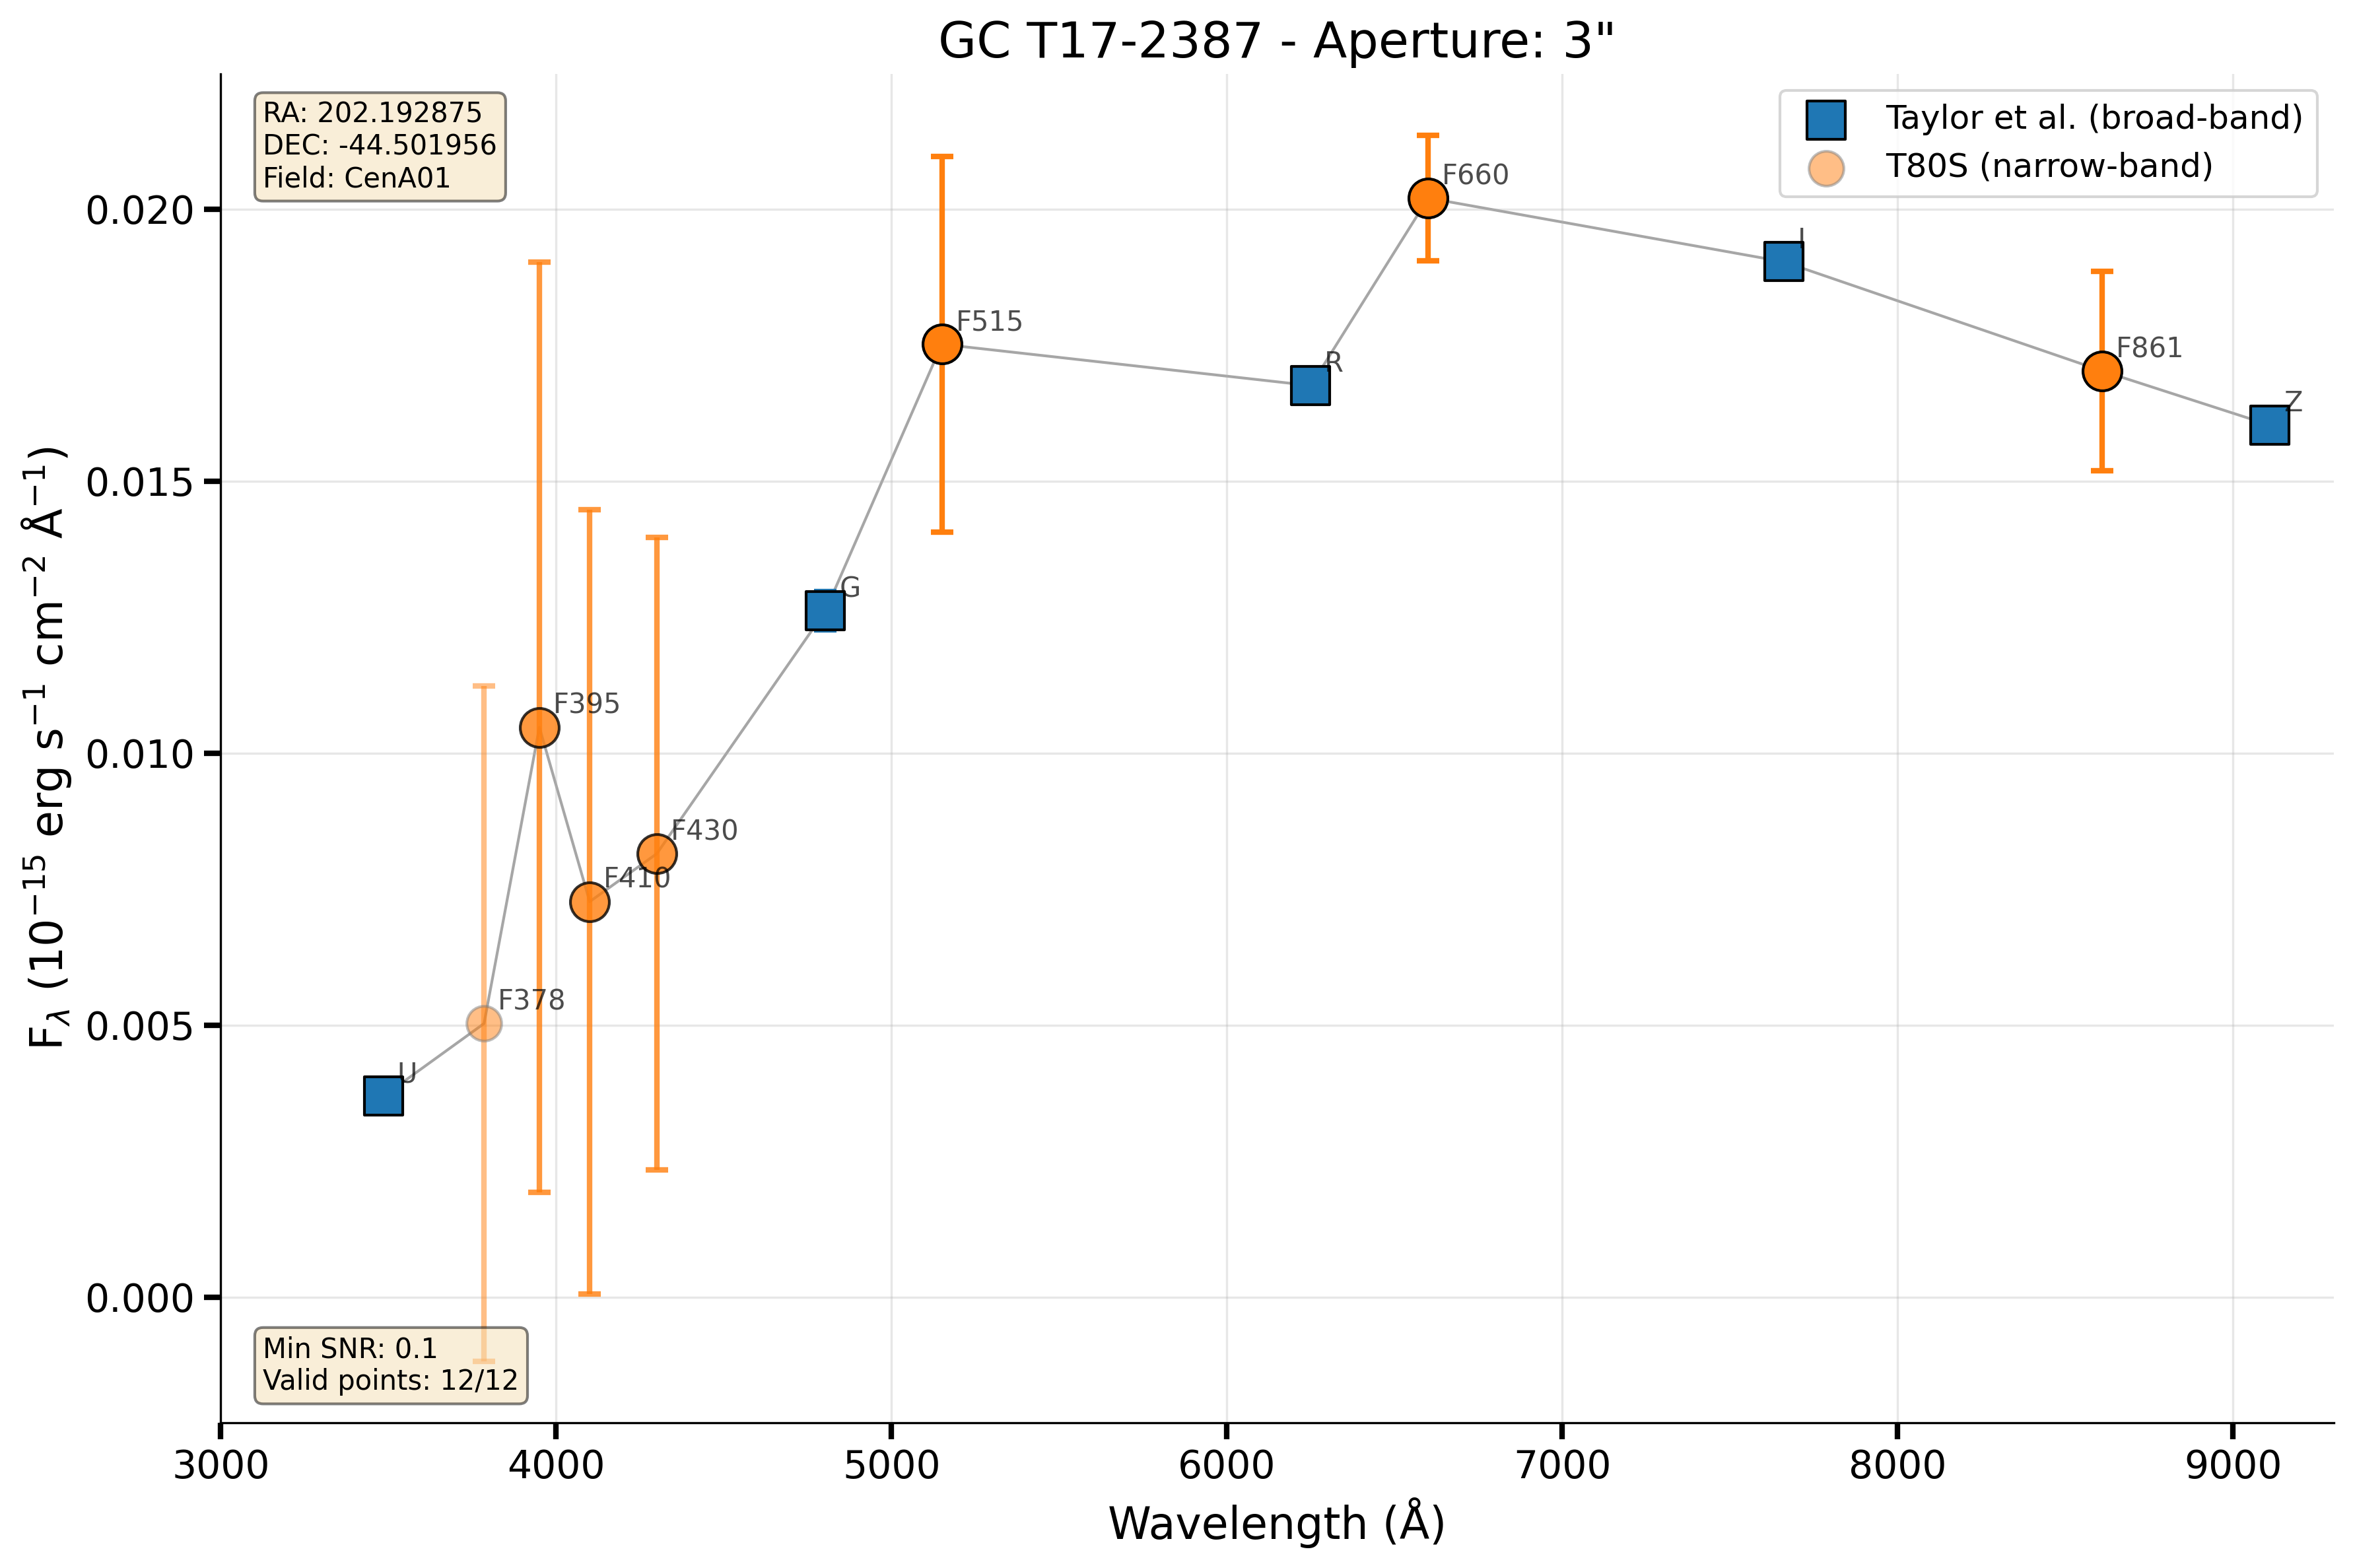 GC T17-2387 - Aperture: 3"
RA: 202.192875
DEC: -44.501956
Field: CenA01
Taylor et al. (broad-band)
T80S (narrow-band)
F660
I
F515
R
F861
Z
G
F395
F430
F410
F378
U
Min SNR: 0.1
Valid points: 12/12
0.020
0.015
0.010
0.005
0.000
F$_{λ}$ (10$^{−15}$ erg s$^{−1}$ cm$^{−2}$ Å$^{−1}$)
3000 4000 5000 6000 7000 8000 9000
Wavelength (Å)